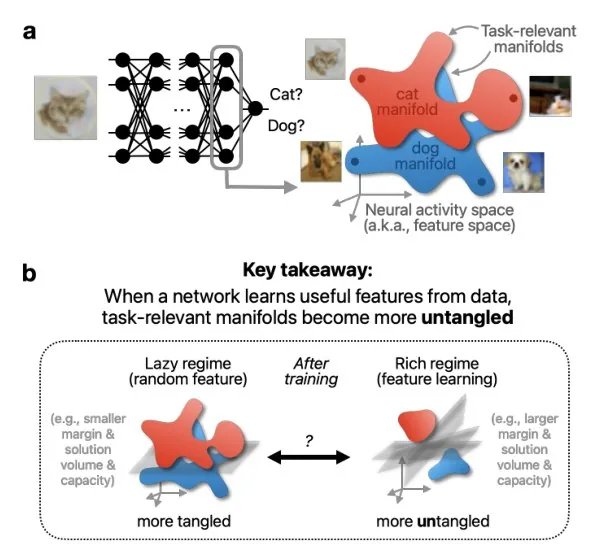 a
Task-relevant
manifolds
Cat?
Dog?
...
cat
manifold
dog
manifold
Neural activity space
(a.k.a., feature space)
b
Key takeaway:
When a network learns useful features from data,
task-relevant manifolds become more untangled
Lazy regime
(random feature)
After
training
Rich regime
(feature learning)
(e.g., smaller
margin &
solution
volume &
capacity)
?
(e.g., larger
margin &
solution
volume &
capacity)
more tangled
more untangled